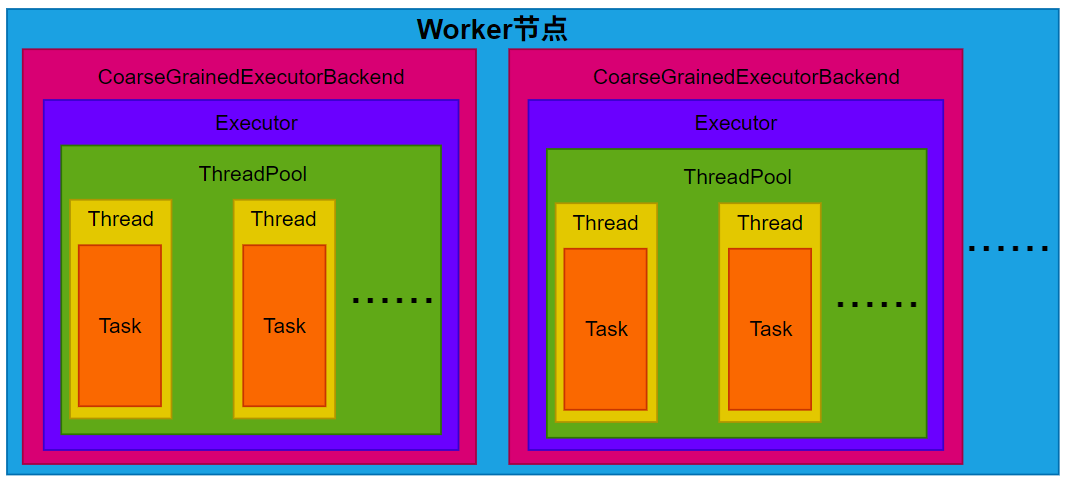 Worker节点
CoarseGrainedExecutorBackend
Executor
ThreadPool
Thread
Task
Thread
Task
......
CoarseGrainedExecutorBackend
Executor
ThreadPool
Thread
Task
Thread
Task
......
......